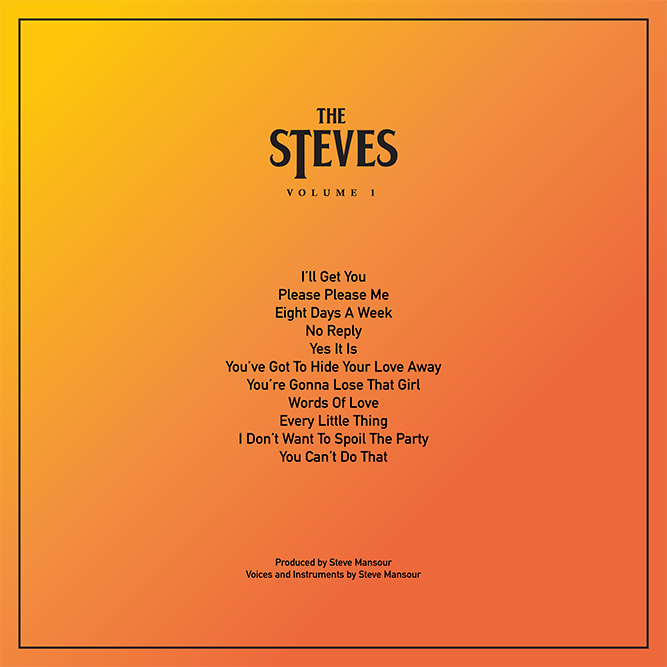 THE
STEVES
VOLUME 1
I'll Get You
Please Please Me
Eight Days A Week
No Reply
Yes It Is
You've Got To Hide Your Love Away
You're Gonna Lose That Girl
Words Of Love
Every Little Thing
I Don't Want To Spoil The Party
You Can't Do That
Produced by Steve Mansour
Voices and Instruments by Steve Mansour